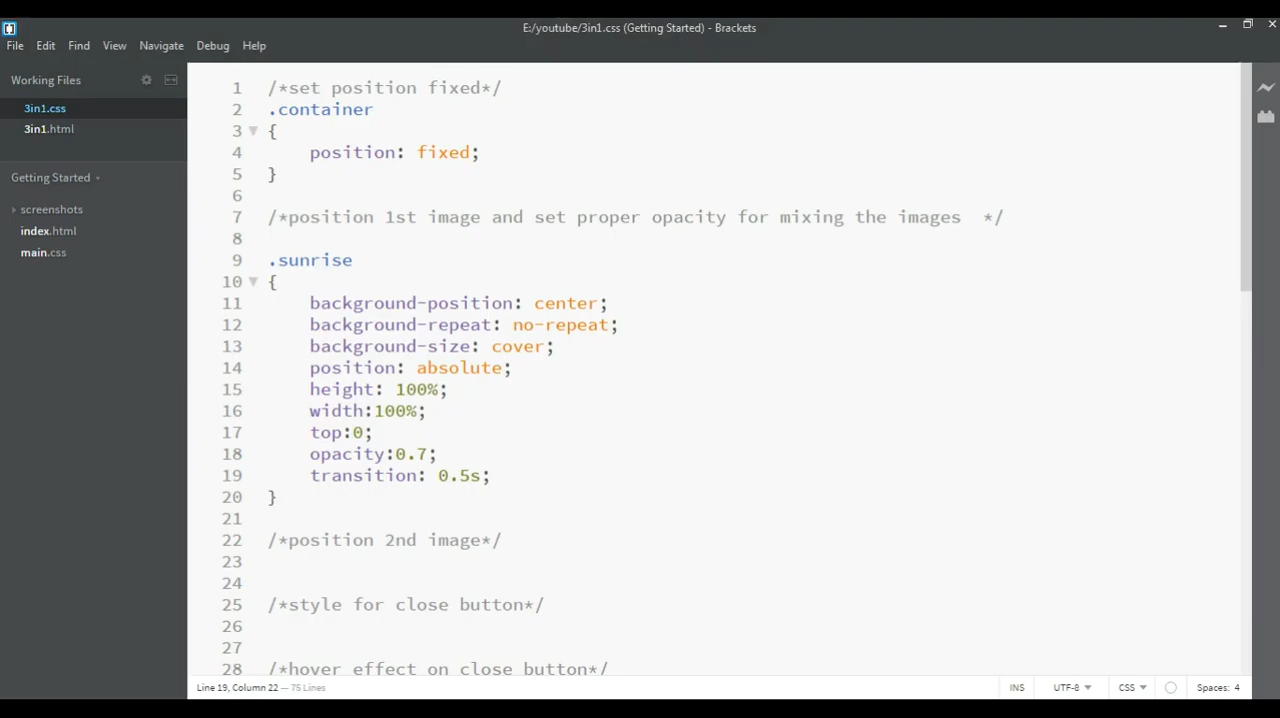 E:/youtube/3in1.css (Getting Started) - Brackets
File Edit Find View Navigate Debug Help
Working Files
3in1.css
3in1.html
Getting Started
screenshots
index.html
main.css
1 /*set position fixed*/
2 .container
3 {
4 position: fixed;
5 }
6
7 /*position 1st image and set proper opacity for mixing the images  */
8
9 .sunrise
10 {
11 background-position: center;
12 background-repeat: no-repeat;
13 background-size: cover;
14 position: absolute;
15 height: 100%;
16 width:100%;
17 top:0;
18 opacity:0.7;
19 transition: 0.5s;
20 }
21
22 /*position 2nd image*/
23
24
25 /*style for close button*/
26
27
28 /*hover effect on close button*/
Line 19, Column 22 — 75 Lines INS UTF-8 CSS Spaces: 4